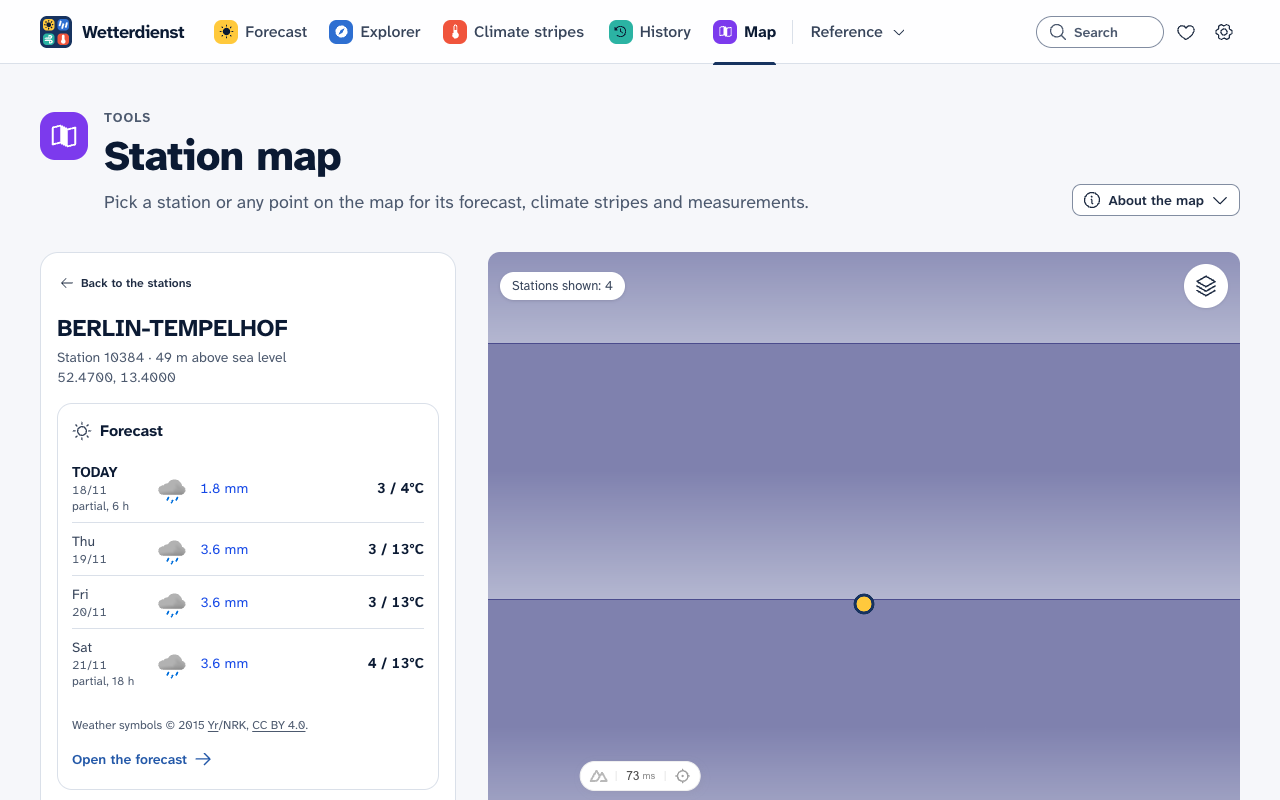 Wetterdienst
Forecast
Explorer
Climate stripes
History
Map
Reference
Search
TOOLS
Station map
Pick a station or any point on the map for its forecast, climate stripes and measurements.
About the map
Back to the stations
BERLIN-TEMPELHOF
Station 10384 · 49 m above sea level
52.4700, 13.4000
Forecast
TODAY
18/11
partial, 6 h
1.8 mm
3 / 4°C
Thu
19/11
3.6 mm
3 / 13°C
Fri
20/11
3.6 mm
3 / 13°C
Sat
21/11
partial, 18 h
3.6 mm
4 / 13°C
Weather symbols © 2015 Yr/NRK, CC BY 4.0.
Open the forecast
Stations shown: 4
73 ms